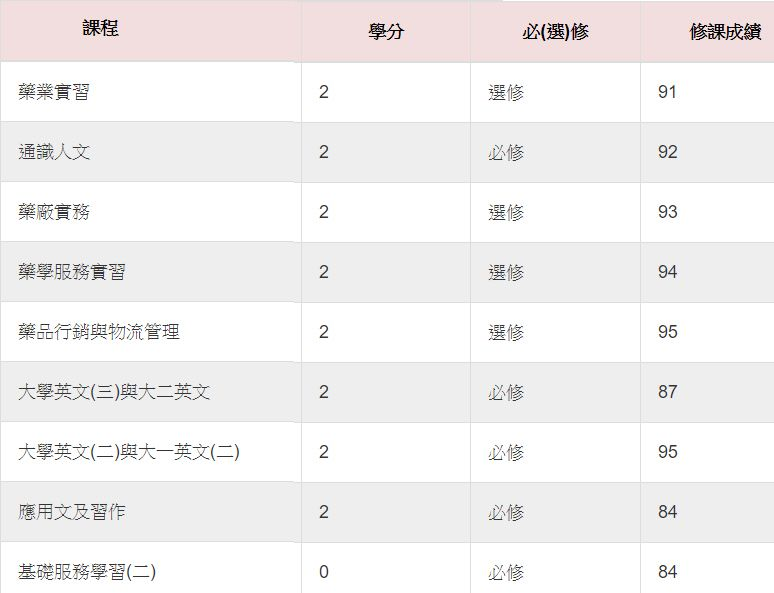 課程 學分 必(選)修 修課成績
藥業實習 2 選修 91
通識人文 2 必修 92
藥廠實務 2 選修 93
藥學服務實習 2 選修 94
藥品行銷與物流管理 2 選修 95
大學英文(三)與大二英文 2 必修 87
大學英文(二)與大一英文(二) 2 必修 95
應用文及習作 2 必修 84
基礎服務學習(二) 0 必修 84